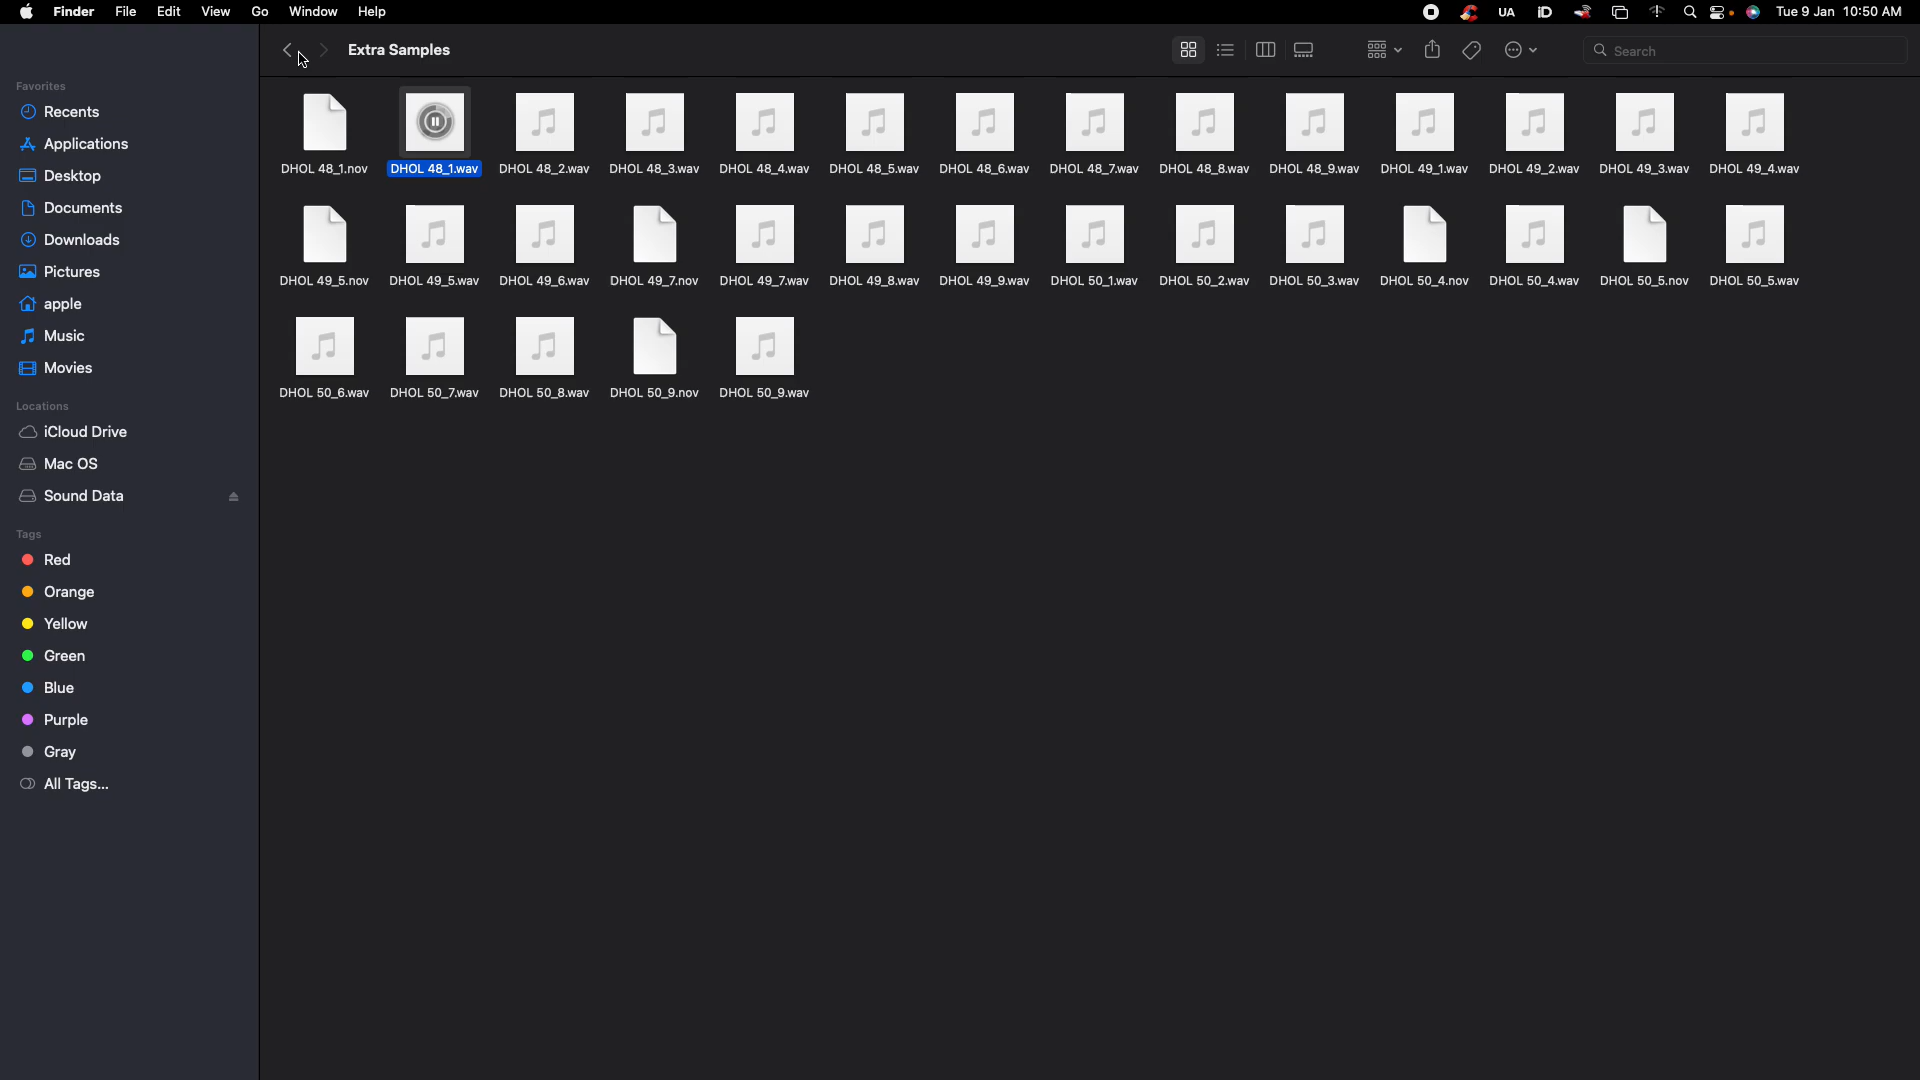 Finder File Edit View Go Window Help UA iD Tue 9 Jan 10:50 AM
Extra Samples
Search
Favorites
Recents
Applications
Desktop
Documents
Downloads
Pictures
apple
Music
Movies
Locations
iCloud Drive
Mac OS
Sound Data
Tags
Red
Orange
Yellow
Green
Blue
Purple
Gray
All Tags...
DHOL 48_1.nov DHOL 48_1.wav DHOL 48_2.wav DHOL 48_3.wav DHOL 48_4.wav DHOL 48_5.wav DHOL 48_6.wav DHOL 48_7.wav DHOL 48_8.wav DHOL 48_9.wav DHOL 49_1.wav DHOL 49_2.wav DHOL 49_3.wav DHOL 49_4.wav
DHOL 49_5.nov DHOL 49_5.wav DHOL 49_6.wav DHOL 49_7.nov DHOL 49_7.wav DHOL 49_8.wav DHOL 49_9.wav DHOL 50_1.wav DHOL 50_2.wav DHOL 50_3.wav DHOL 50_4.nov DHOL 50_4.wav DHOL 50_5.nov DHOL 50_5.wav
DHOL 50_6.wav DHOL 50_7.wav DHOL 50_8.wav DHOL 50_9.nov DHOL 50_9.wav